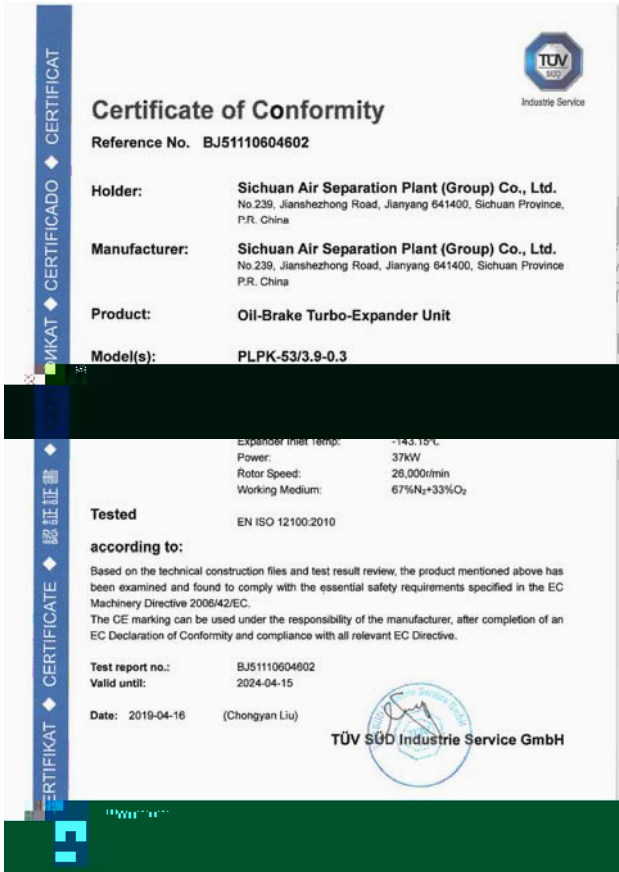 TÜV
SÜD
Industrie Service
Certificate of Conformity
Reference No. BJ51110604602
Holder: Sichuan Air Separation Plant (Group) Co., Ltd.
No.239, Jianshezhong Road, Jianyang 641400, Sichuan Province,
P.R. China
Manufacturer: Sichuan Air Separation Plant (Group) Co., Ltd.
No.239, Jianshezhong Road, Jianyang 641400, Sichuan Province
P.R. China
Product: Oil-Brake Turbo-Expander Unit
Model(s): PLPK-53/3.9-0.3
Expander Inlet Temp: -143.15℃
Power: 37kW
Rotor Speed: 26,000r/min
Working Medium: 67%N₂+33%O₂
Tested EN ISO 12100:2010
according to:
Based on the technical construction files and test result review, the product mentioned above has
been examined and found to comply with the essential safety requirements specified in the EC
Machinery Directive 2006/42/EC.
The CE marking can be used under the responsibility of the manufacturer, after completion of an
EC Declaration of Conformity and compliance with all relevant EC Directive.
Test report no.: BJ51110604602
Valid until: 2024-04-15
Date: 2019-04-16 (Chongyan Liu)
TÜV SÜD Industrie Service GmbH
ERTIFIKAT ◆ CERTIFICATE ◆ 認証証書 ◆
ИКАТ ◆ CERTIFICADO ◆ CERTIFICAT